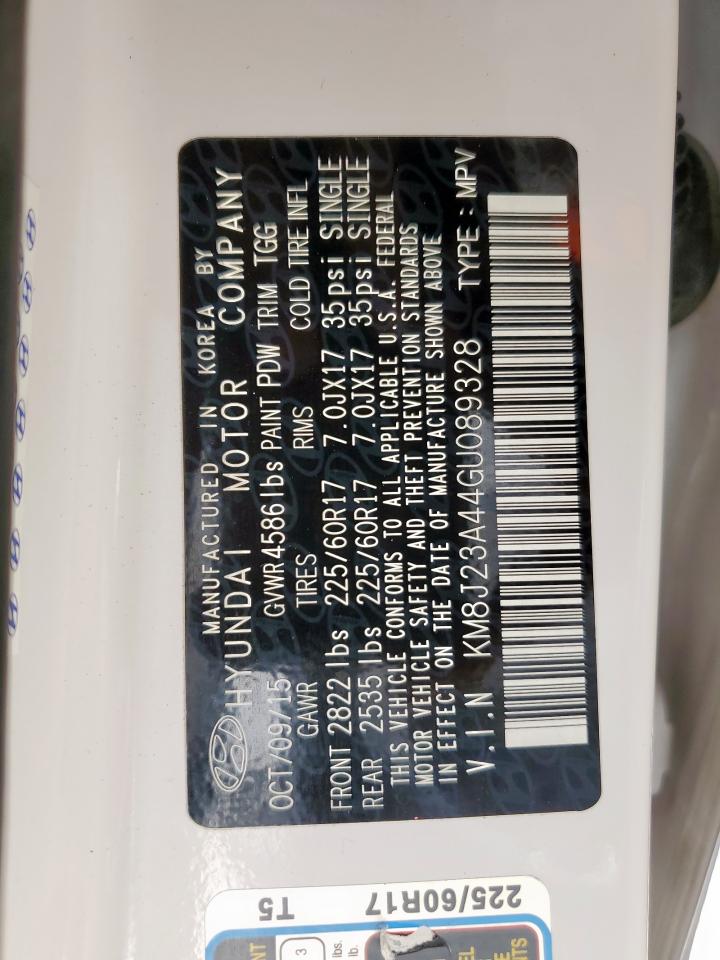 MANUFACTURED IN KOREA BY
HYUNDAI MOTOR COMPANY
OCT/09/15 GVWR4586lbs PAINT PDW TRIM TGG
GAWR TIRES RIMS COLD TIRE INFL
FRONT 2822 lbs 225/60R17 7.0JX17 35psi SINGLE
REAR 2535 lbs 225/60R17 7.0JX17 35psi SINGLE
THIS VEHICLE CONFORMS TO ALL APPLICABLE U.S.A. FEDERAL
MOTOR VEHICLE SAFETY AND THEFT PREVENTION STANDARDS
IN EFFECT ON THE DATE OF MANUFACTURE SHOWN ABOVE
V.I.N KM8J23A44GU089328 TYPE : MPV
225/60R17 T5
3
lbs.
lb.